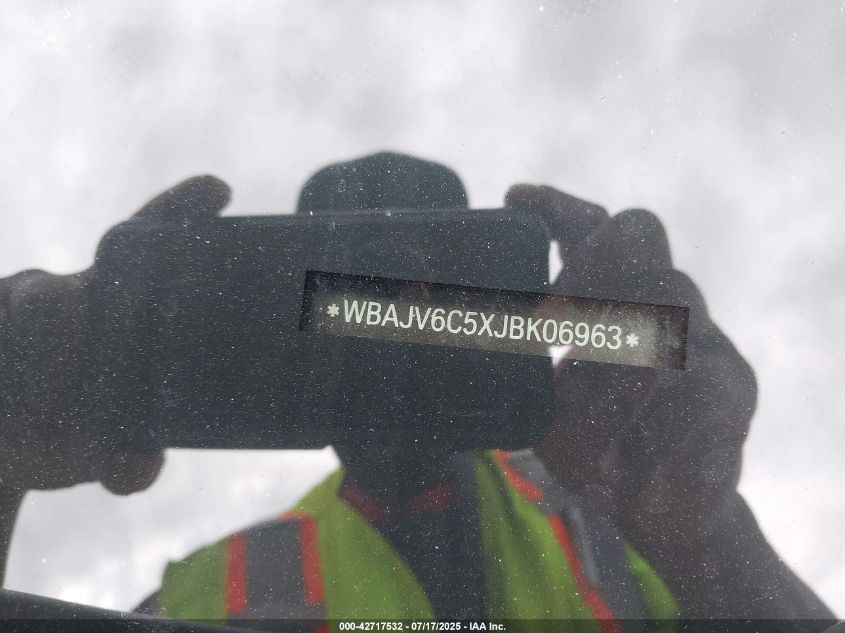 *WBAJV6C5XJBK06963*
000-42717532 - 07/17/2025 - IAA Inc.